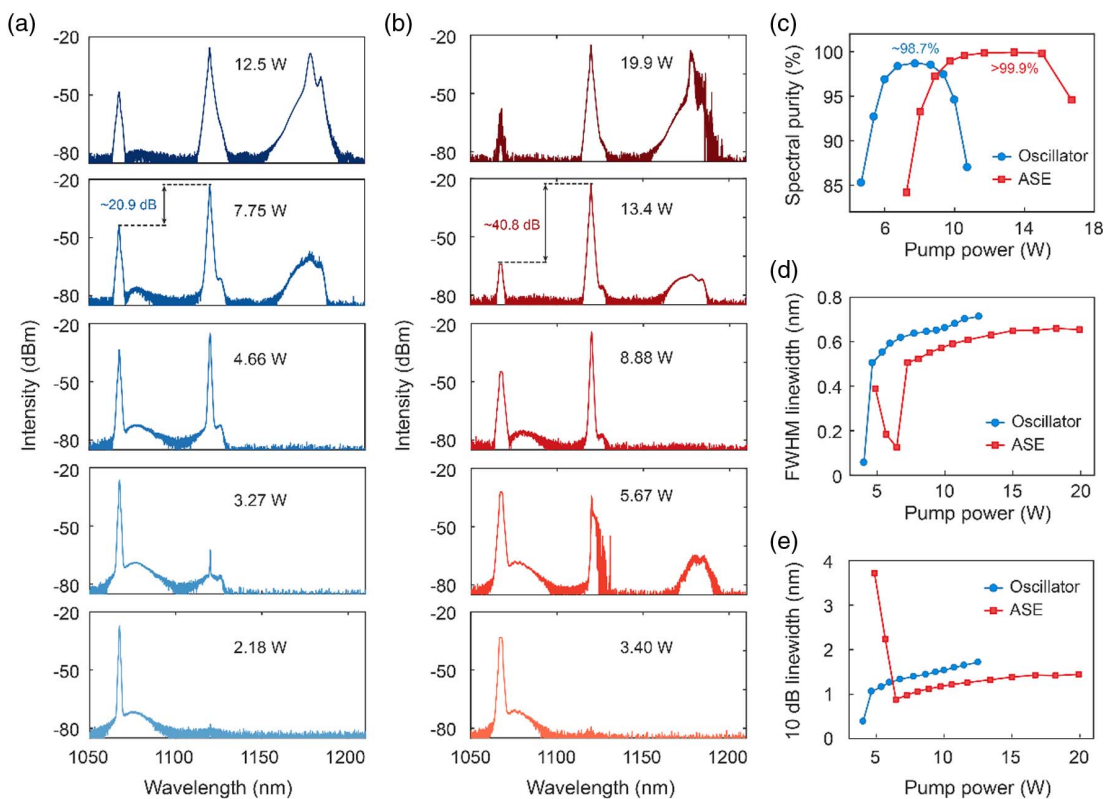 (a)
Intensity (dBm)
-20
-50
-80
12.5 W
-20
-50
-80
~20.9 dB
7.75 W
-20
-50
-80
4.66 W
-20
-50
-80
3.27 W
-20
-50
-80
2.18 W
1050 1100 1150 1200
Wavelength (nm)
(b)
Intensity (dBm)
-20
-50
-80
19.9 W
-20
-50
-80
~40.8 dB
13.4 W
-20
-50
-80
8.88 W
-20
-50
-80
5.67 W
-20
-50
-80
3.40 W
1050 1100 1150 1200
Wavelength (nm)
(c)
Spectral purity (%)
100
95
90
85
~98.7%
>99.9%
Oscillator
ASE
6 10 14 18
Pump power (W)
(d)
FWHM linewidth (nm)
0.8
0.6
0.4
0.2
0
Oscillator
ASE
5 10 15 20
Pump power (W)
(e)
10 dB linewidth (nm)
4
3
2
1
0
Oscillator
ASE
5 10 15 20
Pump power (W)